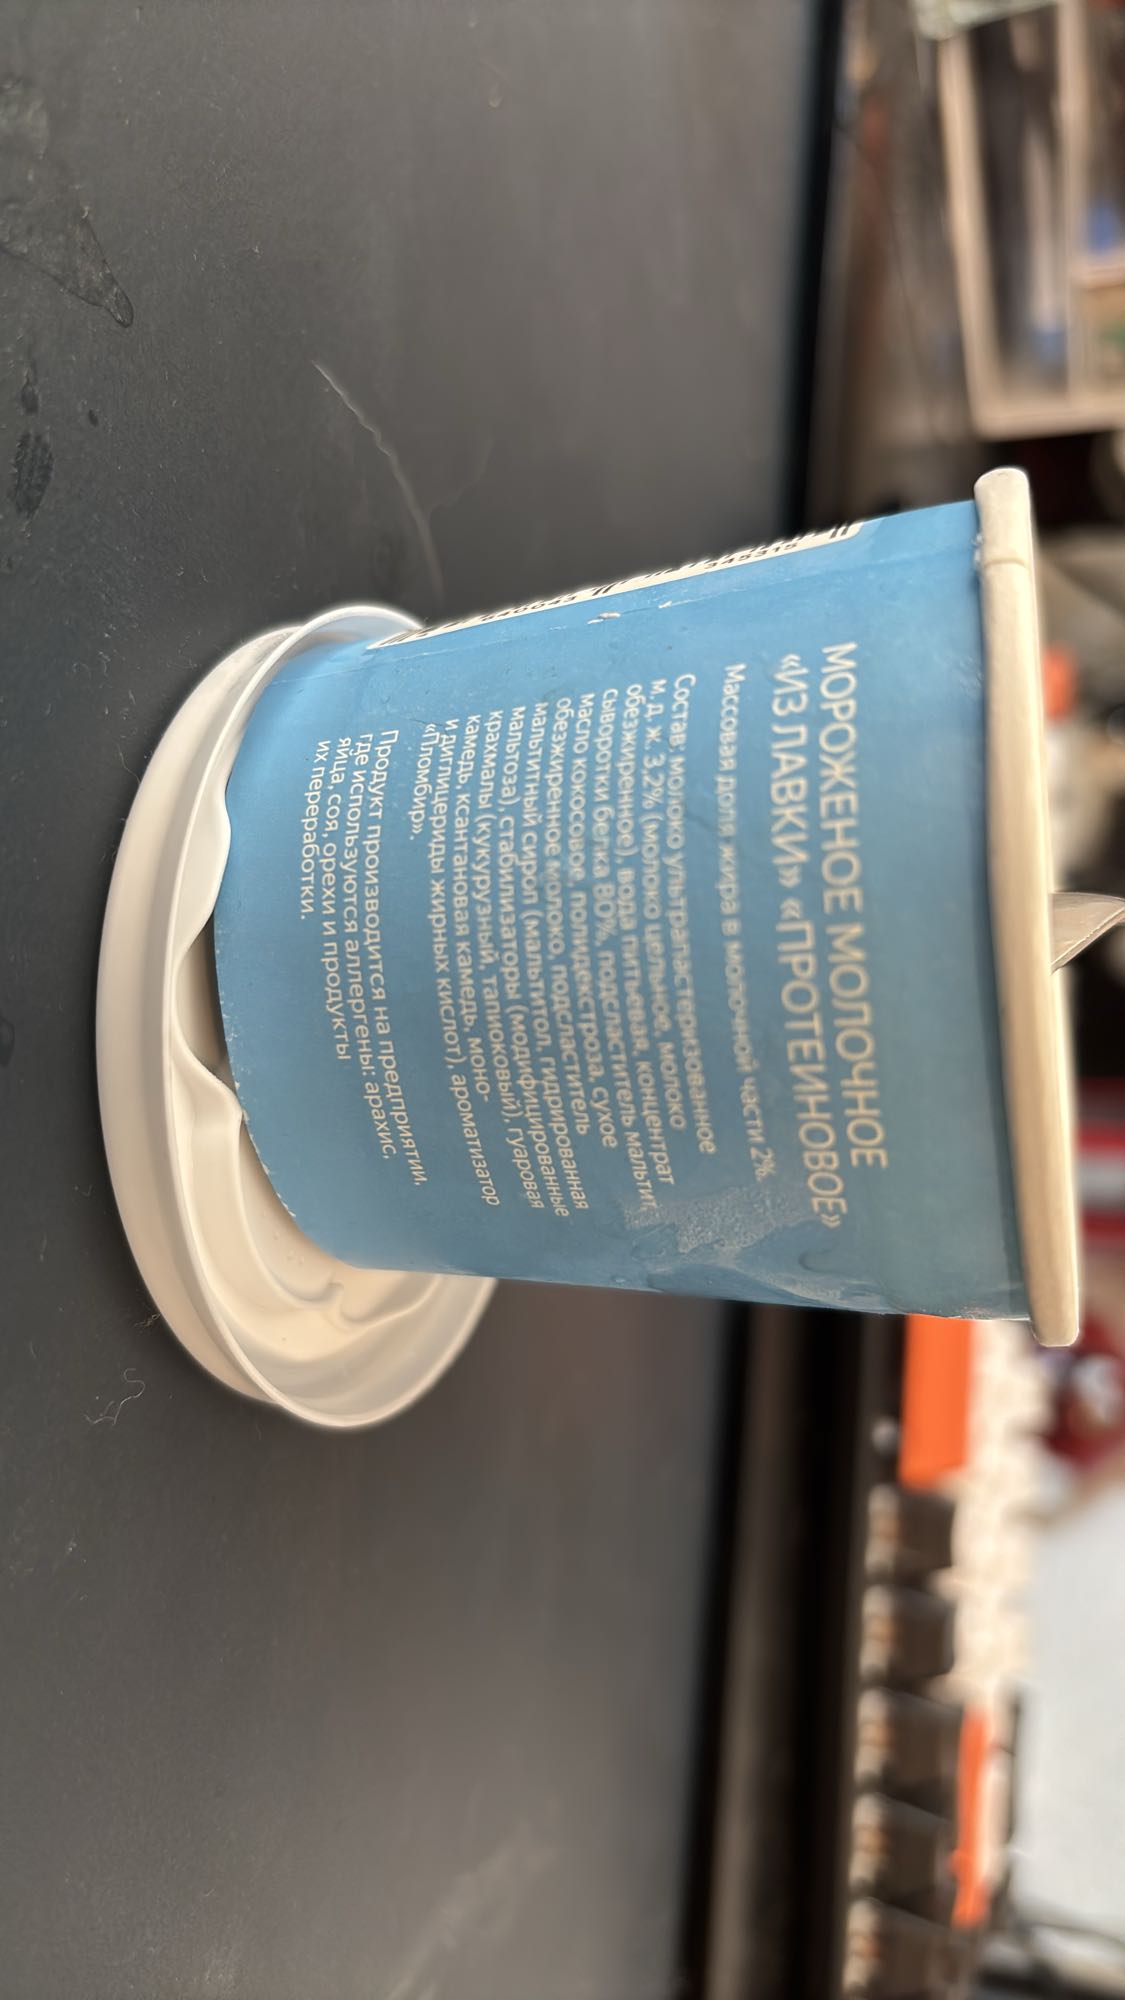 МОРОЖЕНОЕ МОЛОЧНОЕ
«ИЗ ЛАВКИ» «ПРОТЕИНОВОЕ»
Массовая доля жира в молочной части 2%.
Состав: молоко ультрапастеризованное
м.д.ж. 3,2% (молоко цельное, молоко
обезжиренное), вода питьевая, концентрат
сыворотки белка 80%, подсластитель мальтит,
масло кокосовое, полидекстроза, сухое
обезжиренное молоко, подсластитель
мальтитный сироп (мальтитол, гидрированная
мальтоза), стабилизаторы (модифицированные
крахмалы (кукурузный, тапиоковый), гуаровая
камедь, ксантановая камедь, моно-
и диглицериды жирных кислот), ароматизатор
«Пломбир».
Продукт производится на предприятии,
где используются аллергены: арахис,
яйца, соя, орехи и продукты
их переработки.
345315